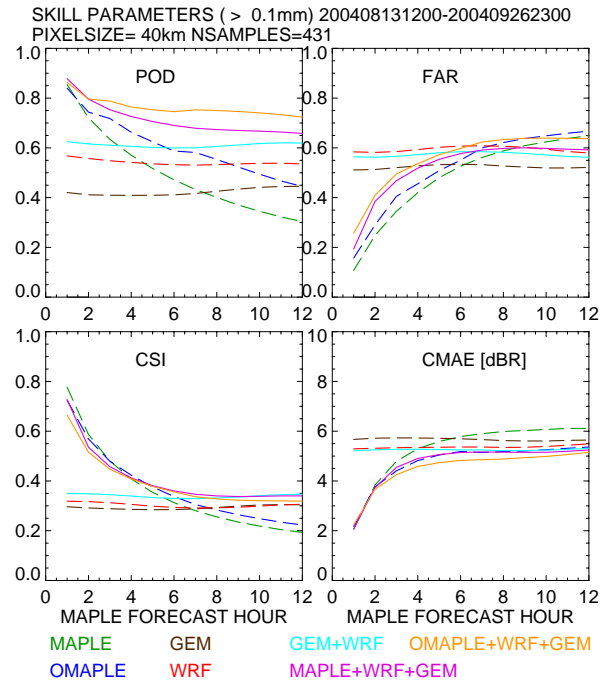 SKILL PARAMETERS ( > 0.1mm) 200408131200-200409262300
PIXELSIZE= 40km NSAMPLES=431
POD
1.0
0.8
0.6
0.4
0.2
0.0
0 2 4 6 8 10 12
FAR
1.0
0.8
0.6
0.4
0.2
0.0
0 2 4 6 8 10 12
CSI
1.0
0.8
0.6
0.4
0.2
0.0
0 2 4 6 8 10 12
MAPLE FORECAST HOUR
CMAE [dBR]
10
8
6
4
2
0
0 2 4 6 8 10 12
MAPLE FORECAST HOUR
MAPLE GEM GEM+WRF OMAPLE+WRF+GEM
OMAPLE WRF MAPLE+WRF+GEM